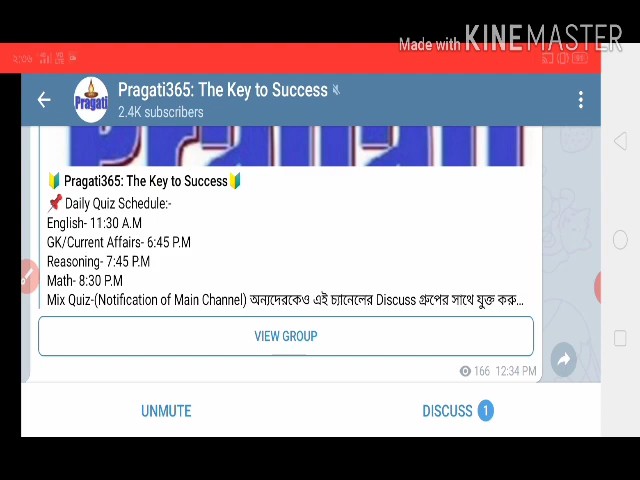 Made with KINEMASTER
Pragati365: The Key to Success
2.4K subscribers
Pragati
Pragati
🔰 Pragati365: The Key to Success🔰
📌 Daily Quiz Schedule:-
English- 11:30 A.M
GK/Current Affairs- 6:45 P.M
Reasoning- 7:45 P.M
Math- 8:30 P.M
Mix Quiz-(Notification of Main Channel) অন্যদেরকেও এই চ্যানেলের Discuss গ্রুপের সাথে যুক্ত করু...
VIEW GROUP
166 12:34 PM
UNMUTE
DISCUSS 1